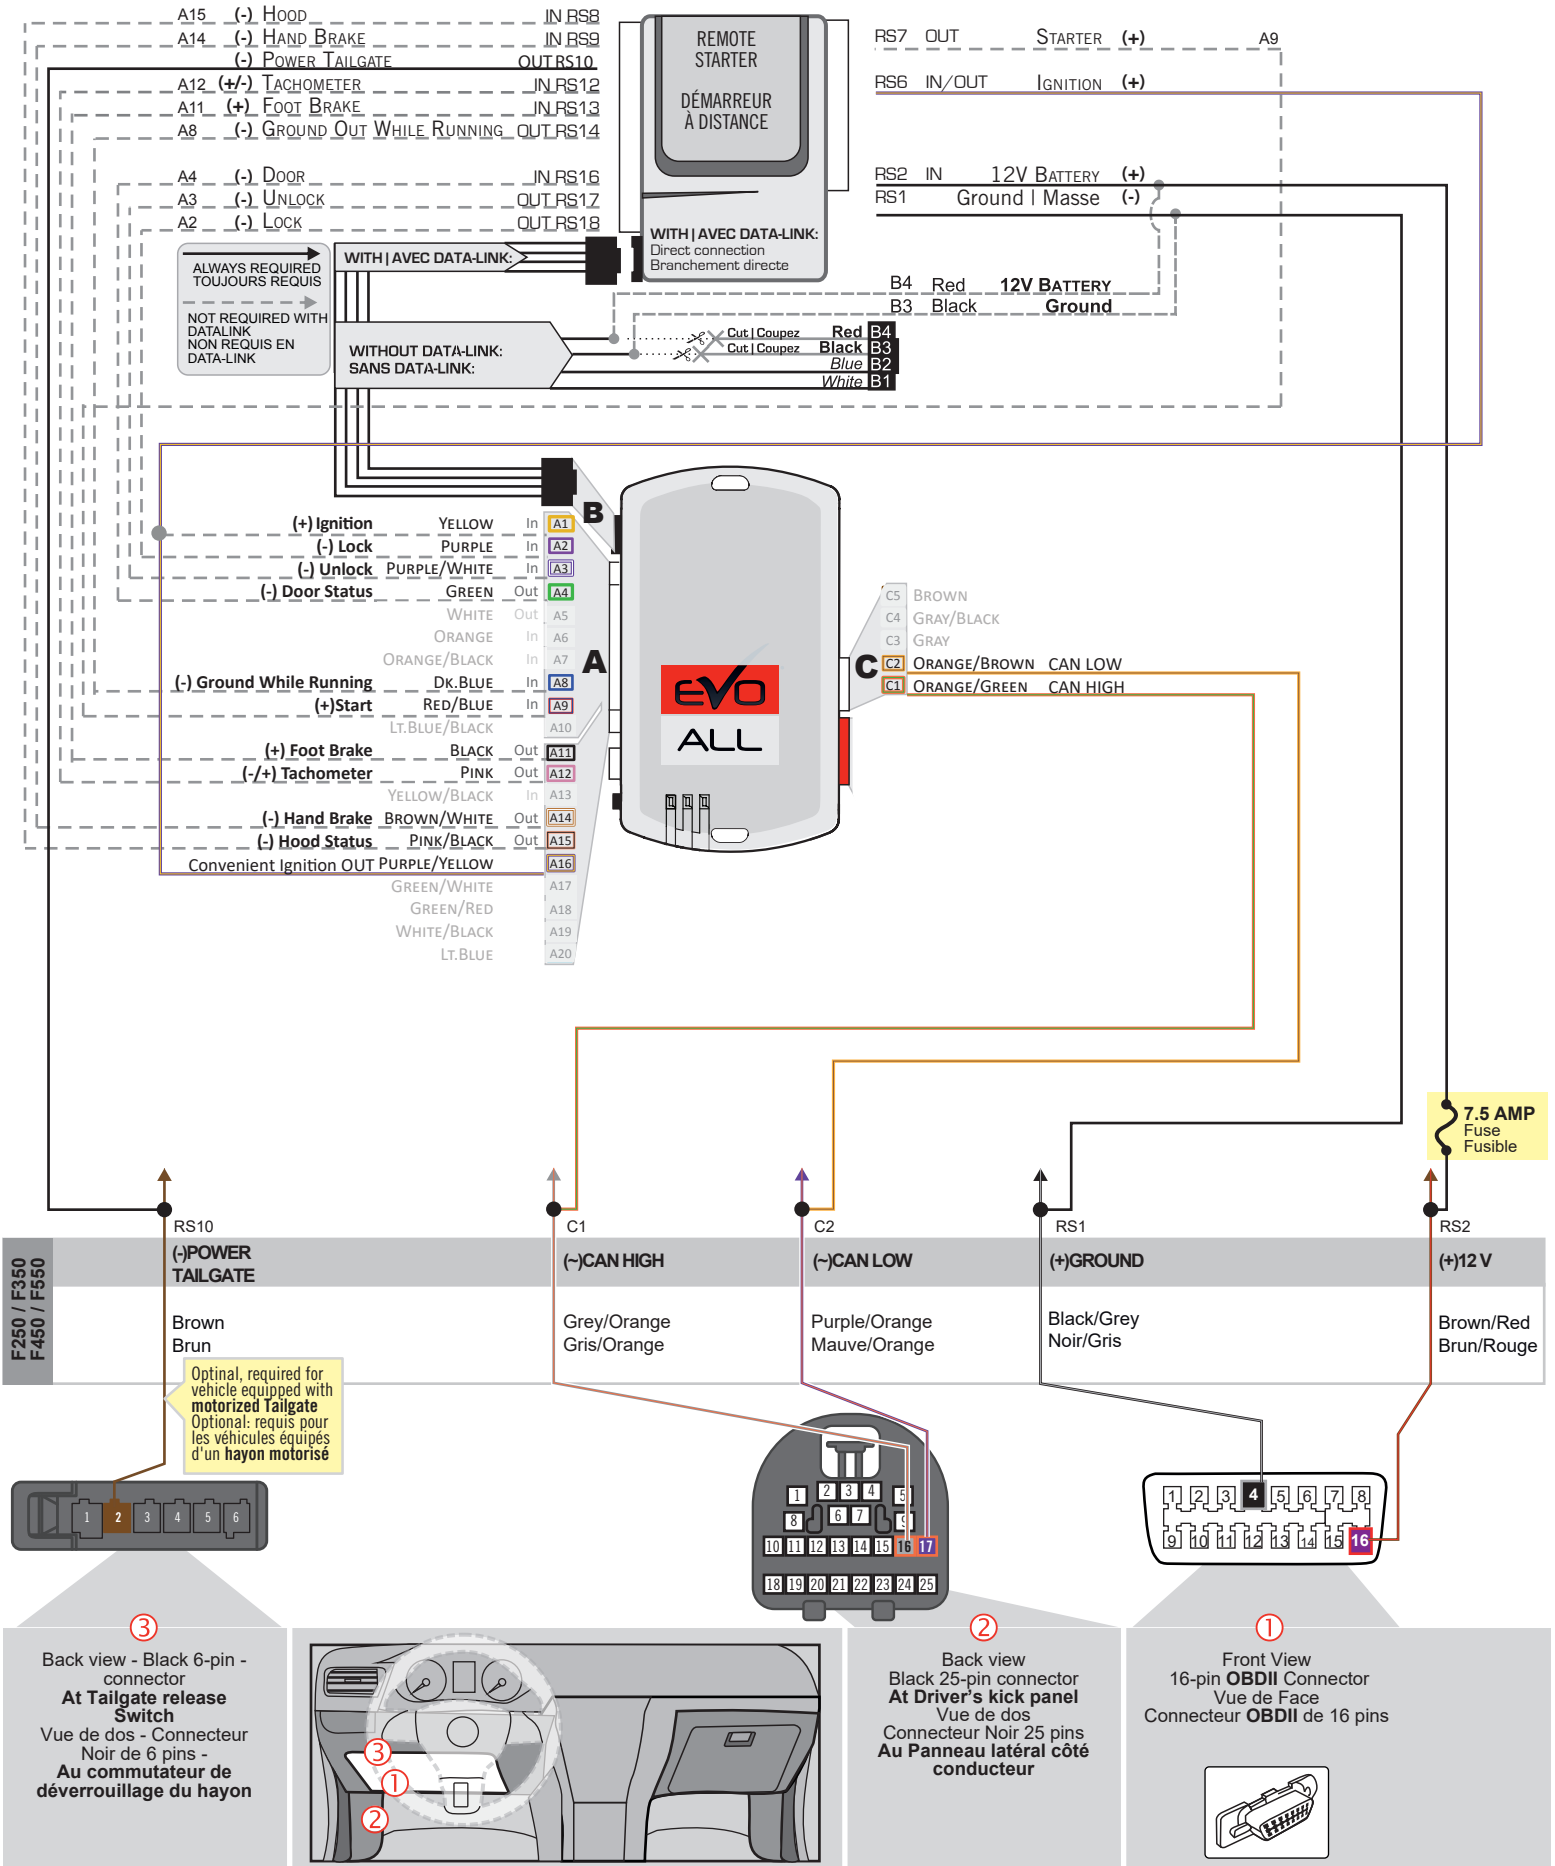 A15 (-) HOOD IN RS8
A14 (-) HAND BRAKE IN RS9
(-) POWER TAILGATE OUT RS10
A12 (+/-) TACHOMETER IN RS12
A11 (+) FOOT BRAKE IN RS13
A8 (-) GROUND OUT WHILE RUNNING OUT RS14
A4 (-) DOOR IN RS16
A3 (-) UNLOCK OUT RS17
A2 (-) LOCK OUT RS18
REMOTE
STARTER
DÉMARREUR
À DISTANCE
WITH | AVEC DATA-LINK:
Direct connection
Branchement directe
RS7 OUT STARTER (+) A9
RS6 IN/OUT IGNITION (+)
RS2 IN 12V BATTERY (+)
RS1 Ground | Masse (-)
ALWAYS REQUIRED
TOUJOURS REQUIS
NOT REQUIRED WITH
DATALINK
NON REQUIS EN
DATA-LINK
WITH | AVEC DATA-LINK:
WITHOUT DATA-LINK:
SANS DATA-LINK:
B4 Red 12V BATTERY
B3 Black Ground
Cut | Coupez Red B4
Cut | Coupez Black B3
Blue B2
White B1
B
(+) Ignition YELLOW In A1
(-) Lock PURPLE In A2
(-) Unlock PURPLE/WHITE In A3
(-) Door Status GREEN Out A4
WHITE Out A5
ORANGE In A6
ORANGE/BLACK In A7
(-) Ground While Running DK.BLUE In A8
(+)Start RED/BLUE In A9
LT.BLUE/BLACK A10
(+) Foot Brake BLACK Out A11
(-/+) Tachometer PINK Out A12
YELLOW/BLACK In A13
(-) Hand Brake BROWN/WHITE Out A14
(-) Hood Status PINK/BLACK Out A15
Convenient Ignition OUT PURPLE/YELLOW A16
GREEN/WHITE A17
GREEN/RED A18
WHITE/BLACK A19
LT.BLUE A20
A
EVO
ALL
C
C5 BROWN
C4 GRAY/BLACK
C3 GRAY
C2 ORANGE/BROWN CAN LOW
C1 ORANGE/GREEN CAN HIGH
7.5 AMP
Fuse
Fusible
RS10 C1 C2 RS1 RS2
F250 / F350
F450 / F550
(-)POWER
TAILGATE
(~)CAN HIGH
(~)CAN LOW
(+)GROUND
(+)12 V
Brown
Brun
Grey/Orange
Gris/Orange
Purple/Orange
Mauve/Orange
Black/Grey
Noir/Gris
Brown/Red
Brun/Rouge
Optinal, required for
vehicle equipped with
motorized Tailgate
Optional: requis pour
les véhicules équipés
d'un hayon motorisé
1 2 3 4 5 6
1 2 3 4 5
8 6 7 9
10 11 12 13 14 15 16 17
18 19 20 21 22 23 24 25
1 2 3 4 5 6 7 8
9 10 11 12 13 14 15 16
3
Back view - Black 6-pin -
connector
At Tailgate release
Switch
Vue de dos - Connecteur
Noir de 6 pins -
Au commutateur de
déverrouillage du hayon
3
1
2
2
Back view
Black 25-pin connector
At Driver's kick panel
Vue de dos
Connecteur Noir 25 pins
Au Panneau latéral côté
conducteur
1
Front View
16-pin OBDII Connector
Vue de Face
Connecteur OBDII de 16 pins